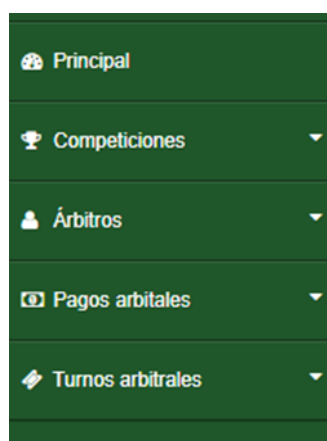 Principal
Competiciones
Árbitros
Pagos arbitales
Turnos arbitrales